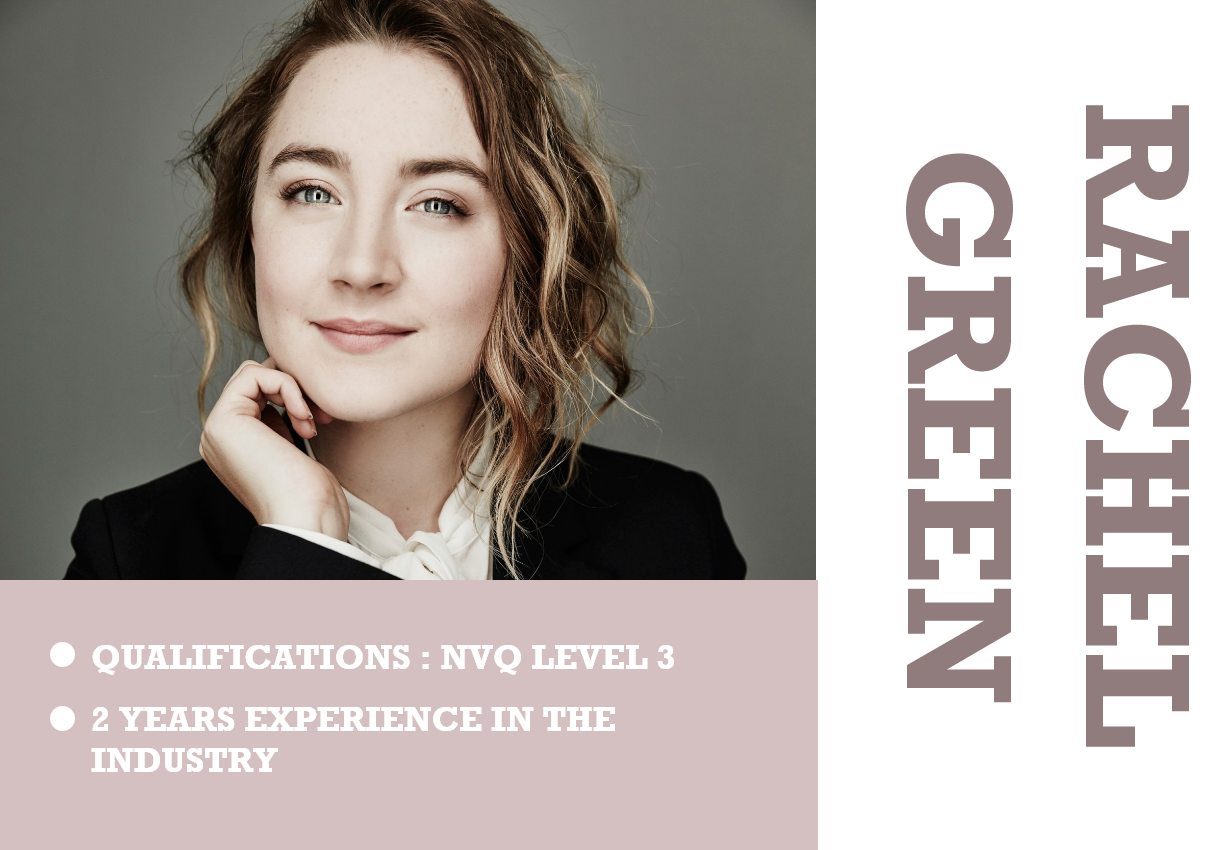 RACHEL
GREEN
QUALIFICATIONS : NVQ LEVEL 3
2 YEARS EXPERIENCE IN THE
INDUSTRY